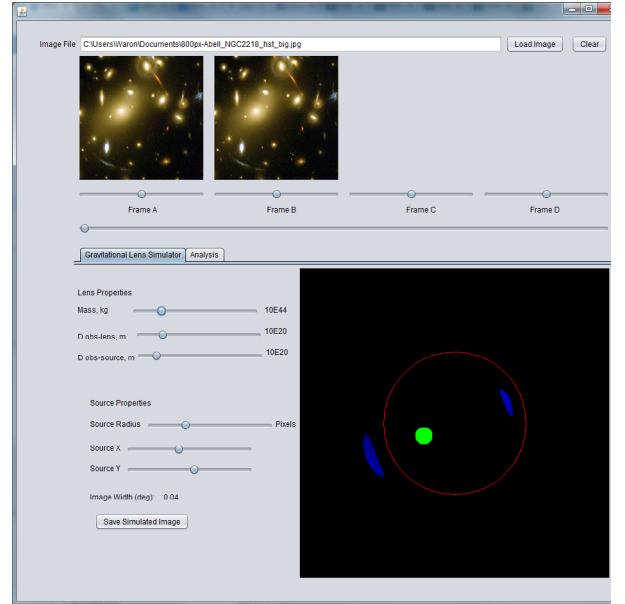 Image File C:\Users\Waron\Documents\800px-Abell_NGC2218_hst_big.jpg Load Image Clear
Frame A Frame B Frame C Frame D
Gravitational Lens Simulator Analysis
Lens Properties
Mass, kg 10E44
D obs-lens, m 10E20
D obs-source, m 10E20
Source Properties
Source Radius Pixels
Source X
Source Y
Image Width (deg): 0.04
Save Simulated Image